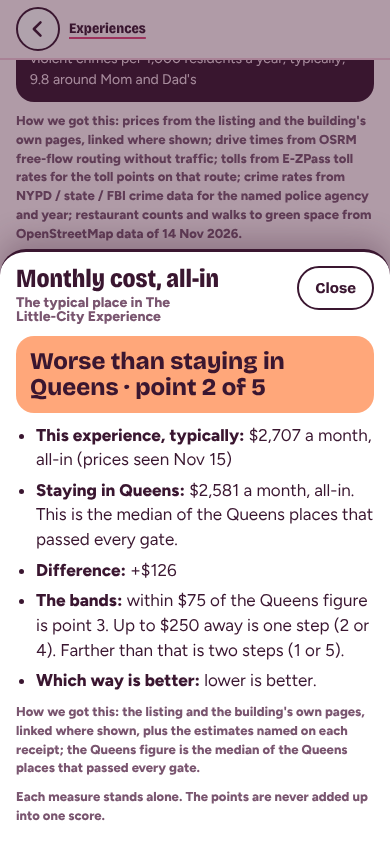 Experiences
violent crimes per 1,000 residents a year, typically;
9.8 around Mom and Dad's
How we got this: prices from the listing and the building's
own pages, linked where shown; drive times from OSRM
free-flow routing without traffic; tolls from E-ZPass toll
rates for the toll points on that route; crime rates from
NYPD / state / FBI crime data for the named police agency
and year; restaurant counts and walks to green space from
OpenStreetMap data of 14 Nov 2026.
Monthly cost, all-in
The typical place in The
Little-City Experience
Close
Worse than staying in
Queens · point 2 of 5
• This experience, typically: $2,707 a month,
all-in (prices seen Nov 15)
• Staying in Queens: $2,581 a month, all-in.
This is the median of the Queens places that
passed every gate.
• Difference: +$126
• The bands: within $75 of the Queens figure
is point 3. Up to $250 away is one step (2 or
4). Farther than that is two steps (1 or 5).
• Which way is better: lower is better.
How we got this: the listing and the building's own pages,
linked where shown, plus the estimates named on each
receipt; the Queens figure is the median of the Queens
places that passed every gate.
Each measure stands alone. The points are never added up
into one score.